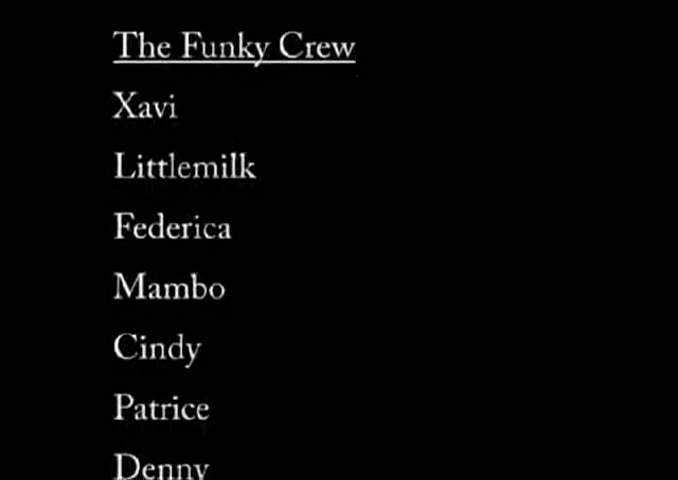 The Funky Crew
Xavi
Littlemilk
Federica
Mambo
Cindy
Patrice
Denny